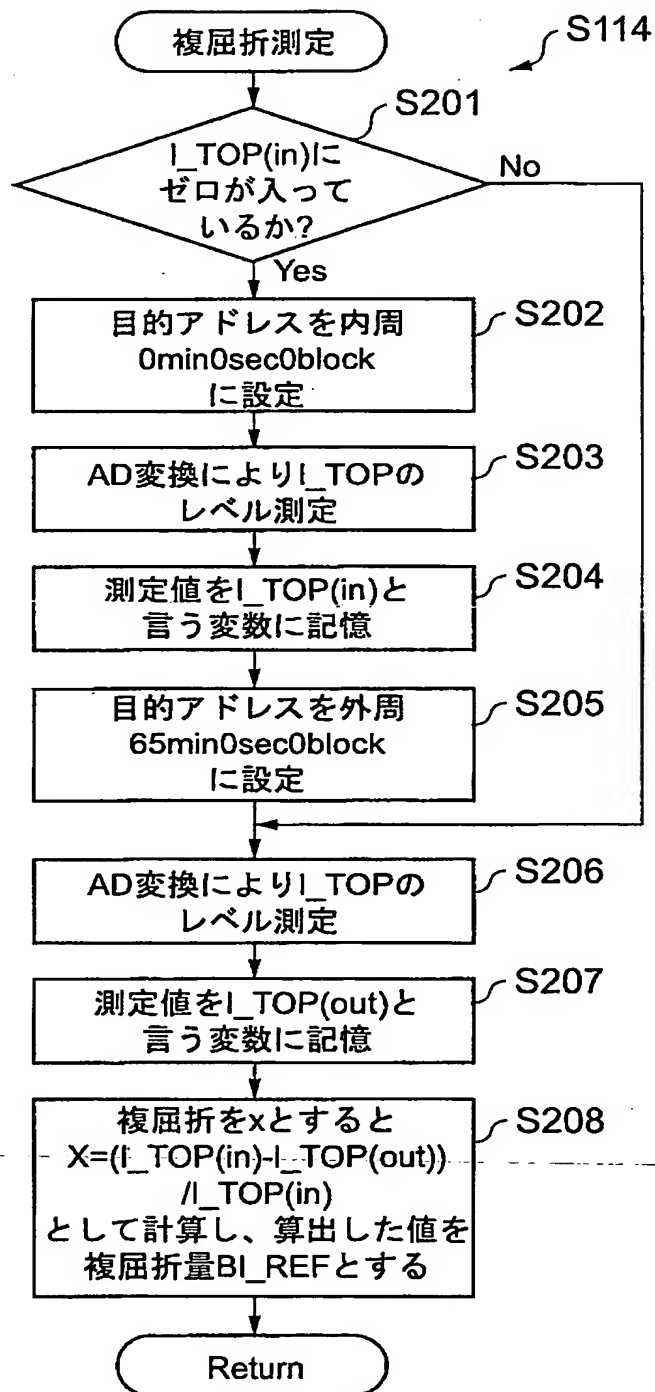 複屈折測定
S114
S201
I_TOP(in)に
ゼロが入って
いるか?
No
Yes
目的アドレスを内周
0min0sec0block
に設定
S202
AD変換によりI_TOPの
レベル測定
S203
測定値をI_TOP(in)と
言う変数に記憶
S204
目的アドレスを外周
65min0sec0block
に設定
S205
AD変換によりI_TOPの
レベル測定
S206
測定値をI_TOP(out)と
言う変数に記憶
S207
複屈折をxとすると
X=(I_TOP(in)-I_TOP(out))
/I_TOP(in)
として計算し、算出した値を
複屈折量BI_REFとする
S208
Return